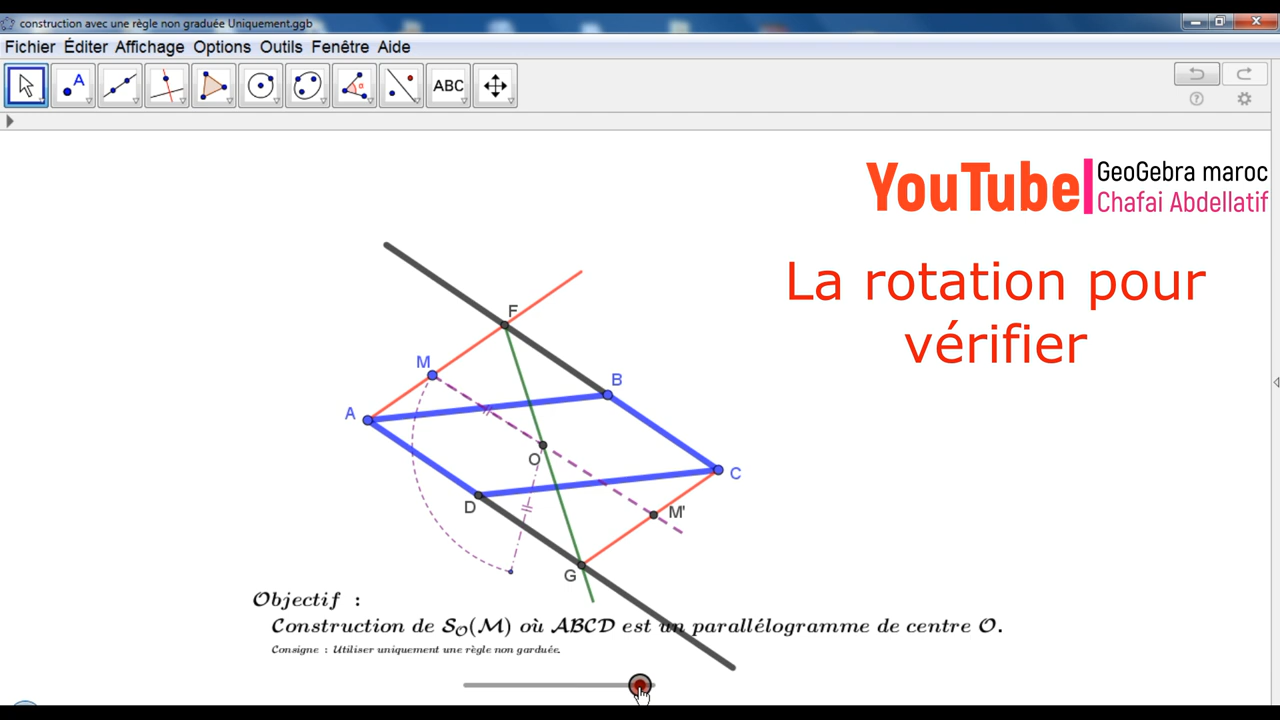 construction avec une règle non graduée Uniquement.ggb
Fichier Éditer Affichage Options Outils Fenêtre Aide
A
α
ABC
YouTube
GeoGebra maroc
Chafai Abdellatif
La rotation pour
vérifier
F
M
B
A
O
C
D
M'
G
Objectif :
Construction de S_O(M) où ABCD est un parallélogramme de centre O.
Consigne : Utiliser uniquement une règle non garduée.